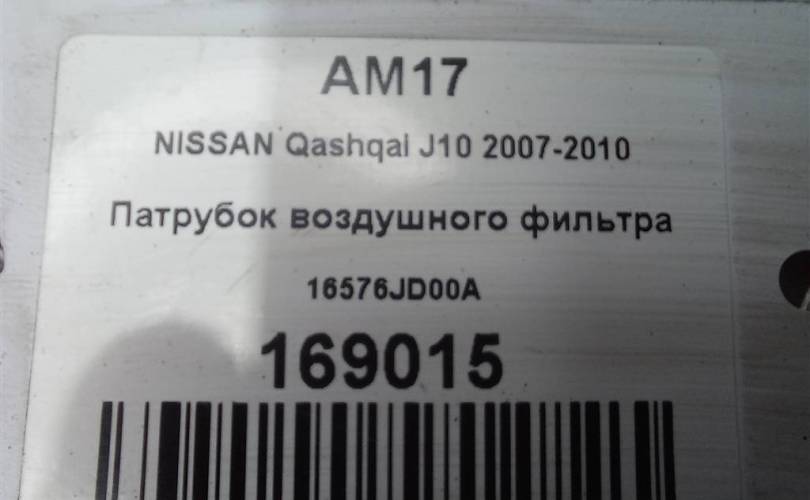 AM17
NISSAN Qashqai J10 2007-2010
Патрубок воздушного фильтра
16576JD00A
169015